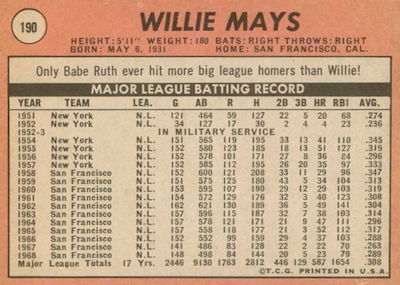 190
WILLIE MAYS
HEIGHT: 5'11" WEIGHT: 180 BATS: RIGHT THROWS: RIGHT
BORN: MAY 6, 1931 HOME: SAN FRANCISCO, CAL.
Only Babe Ruth ever hit more big league homers than Willie!
MAJOR LEAGUE BATTING RECORD
YEAR TEAM LEA. G AB R H 2B 3B HR RBI AVG.
1951 New York N.L. 121 464 59 127 22 5 20 68 .274
1952 New York N.L. 34 127 17 30 2 4 4 23 .236
1952-3 IN MILITARY SERVICE
1954 New York N.L. 151 565 119 195 33 13 41 110 .345
1955 New York N.L. 152 580 123 185 18 13 51 127 .319
1956 New York N.L. 152 578 101 171 27 8 36 84 .296
1957 New York N.L. 152 585 112 195 26 20 35 97 .333
1958 San Francisco N.L. 152 600 121 208 33 11 29 96 .347
1959 San Francisco N.L. 151 575 125 180 43 5 34 104 .313
1960 San Francisco N.L. 153 595 107 190 29 12 29 103 .319
1961 San Francisco N.L. 154 572 129 176 32 3 40 123 .308
1962 San Francisco N.L. 162 621 130 189 36 5 49 141 .304
1963 San Francisco N.L. 157 596 115 187 32 7 38 103 .314
1964 San Francisco N.L. 157 578 121 171 21 9 47 111 .296
1965 San Francisco N.L. 157 558 118 177 21 3 52 112 .317
1966 San Francisco N.L. 152 552 99 159 29 4 37 103 .288
1967 San Francisco N.L. 141 486 83 128 22 2 22 70 .263
1968 San Francisco N.L. 148 498 84 144 20 5 23 79 .289
Major League Totals 17 Yrs. 2446 9130 1763 2812 446 129 587 1654 .308
©T.C.G. PRINTED IN U.S.A.